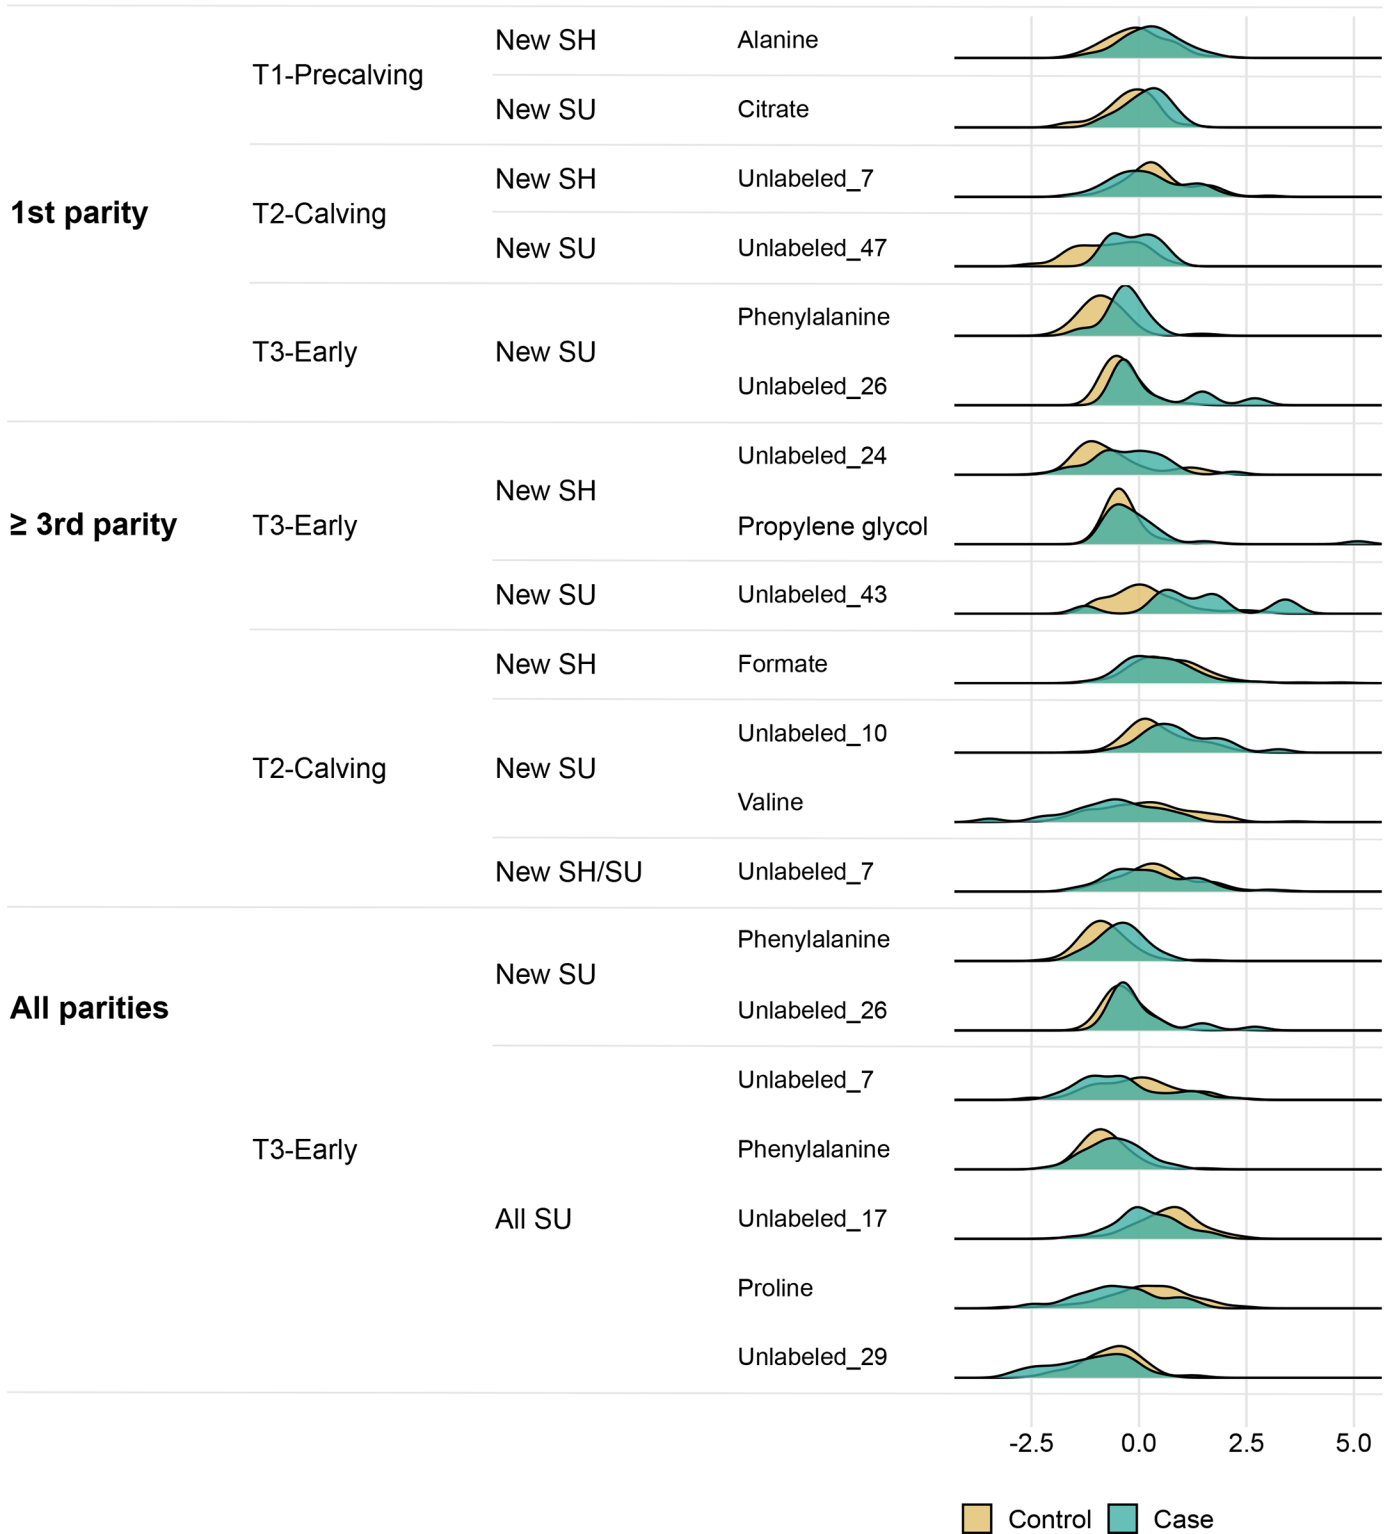 New SH Alanine
T1-Precalving
New SU Citrate
New SH Unlabeled_7
1st parity T2-Calving
New SU Unlabeled_47
Phenylalanine
T3-Early New SU
Unlabeled_26
Unlabeled_24
New SH
≥ 3rd parity T3-Early Propylene glycol
New SU Unlabeled_43
New SH Formate
Unlabeled_10
T2-Calving New SU
Valine
New SH/SU Unlabeled_7
Phenylalanine
New SU
All parities Unlabeled_26
Unlabeled_7
T3-Early Phenylalanine
All SU Unlabeled_17
Proline
Unlabeled_29
-2.5 0.0 2.5 5.0
Control Case